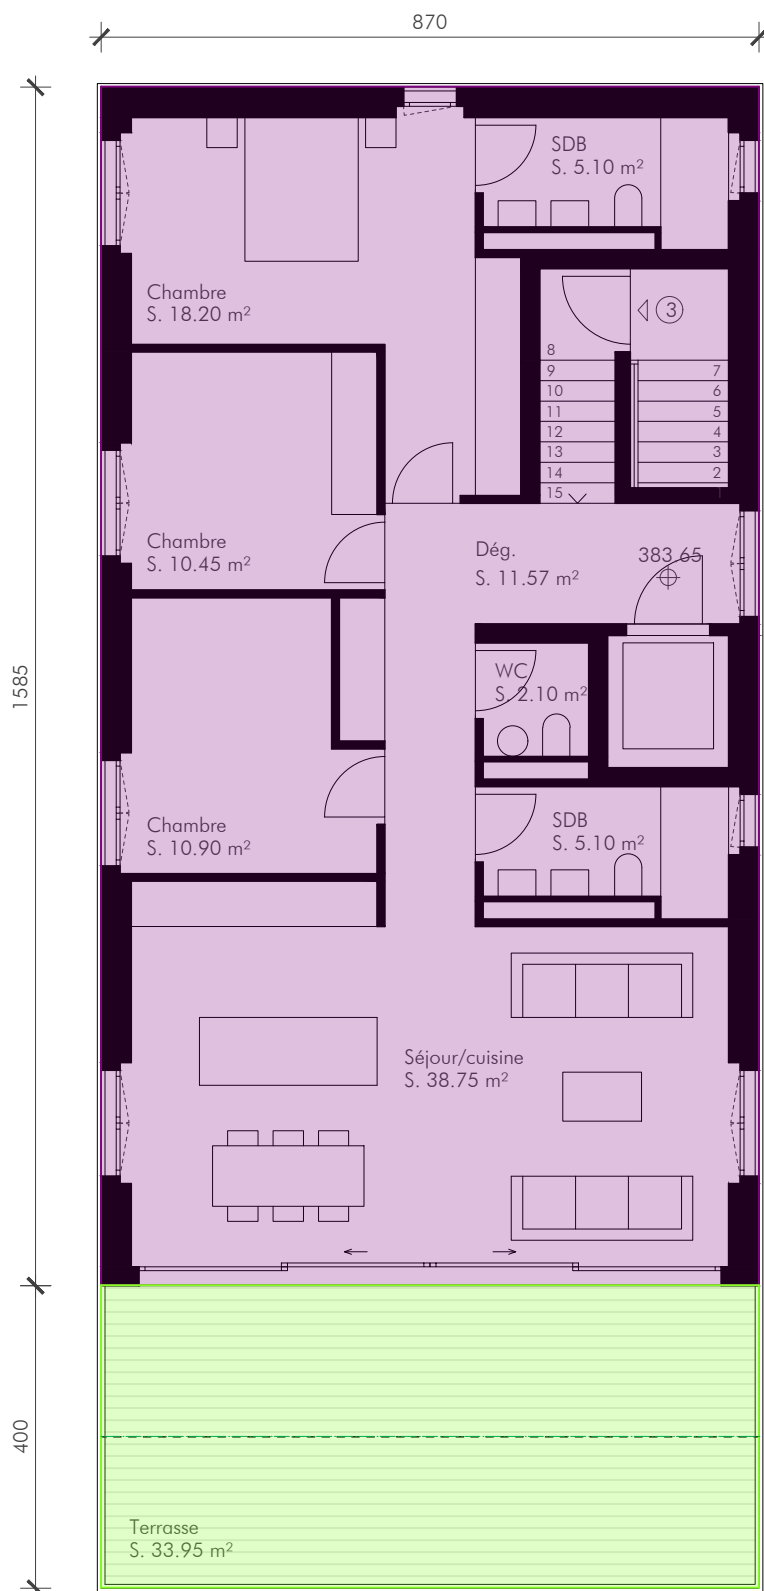 870
SDB
S. 5.10 m²
Chambre
S. 18.20 m²
3
8
9
10
11
12
13
14
15
7
6
5
4
3
2
1
Chambre
S. 10.45 m²
Dég.
S. 11.57 m²
383.65
1585
WC
S. 2.10 m²
Chambre
S. 10.90 m²
SDB
S. 5.10 m²
Séjour/cuisine
S. 38.75 m²
400
Terrasse
S. 33.95 m²